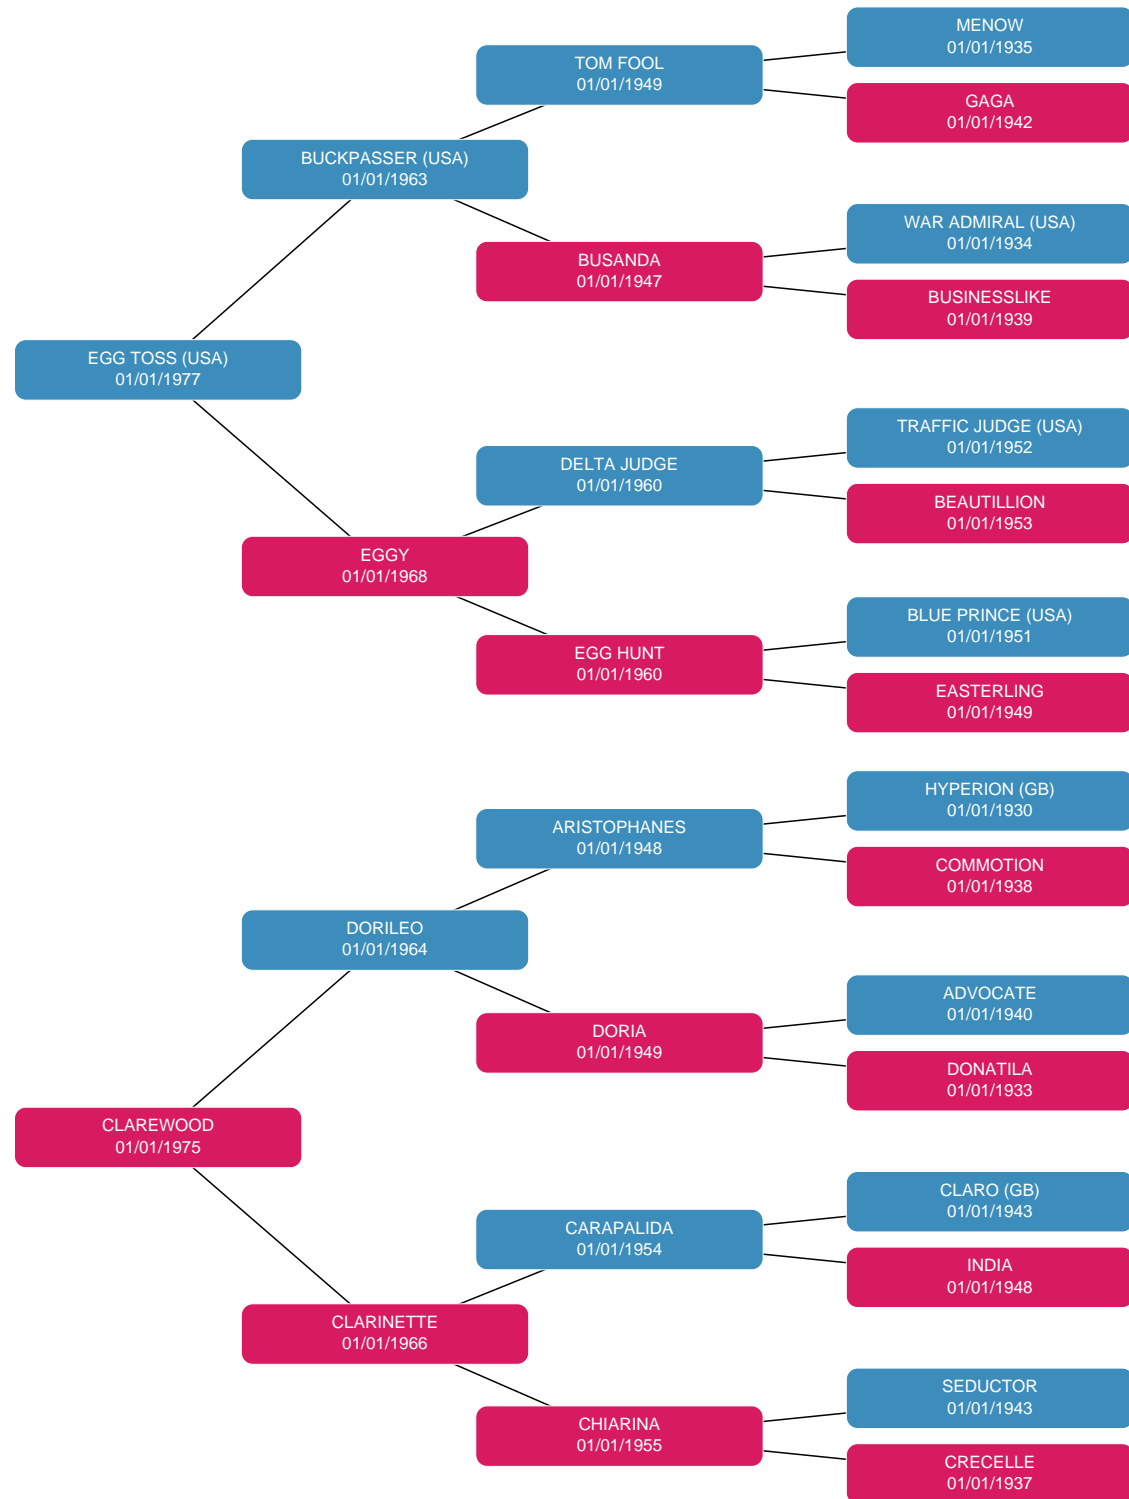 MENOW
01/01/1935
TOM FOOL
01/01/1949
GAGA
01/01/1942
BUCKPASSER (USA)
01/01/1963
WAR ADMIRAL (USA)
01/01/1934
BUSANDA
01/01/1947
BUSINESSLIKE
01/01/1939
EGG TOSS (USA)
01/01/1977
TRAFFIC JUDGE (USA)
01/01/1952
DELTA JUDGE
01/01/1960
BEAUTILLION
01/01/1953
EGGY
01/01/1968
BLUE PRINCE (USA)
01/01/1951
EGG HUNT
01/01/1960
EASTERLING
01/01/1949
HYPERION (GB)
01/01/1930
ARISTOPHANES
01/01/1948
COMMOTION
01/01/1938
DORILEO
01/01/1964
ADVOCATE
01/01/1940
DORIA
01/01/1949
DONATILA
01/01/1933
CLAREWOOD
01/01/1975
CLARO (GB)
01/01/1943
CARAPALIDA
01/01/1954
INDIA
01/01/1948
CLARINETTE
01/01/1966
SEDUCTOR
01/01/1943
CHIARINA
01/01/1955
CRECELLE
01/01/1937